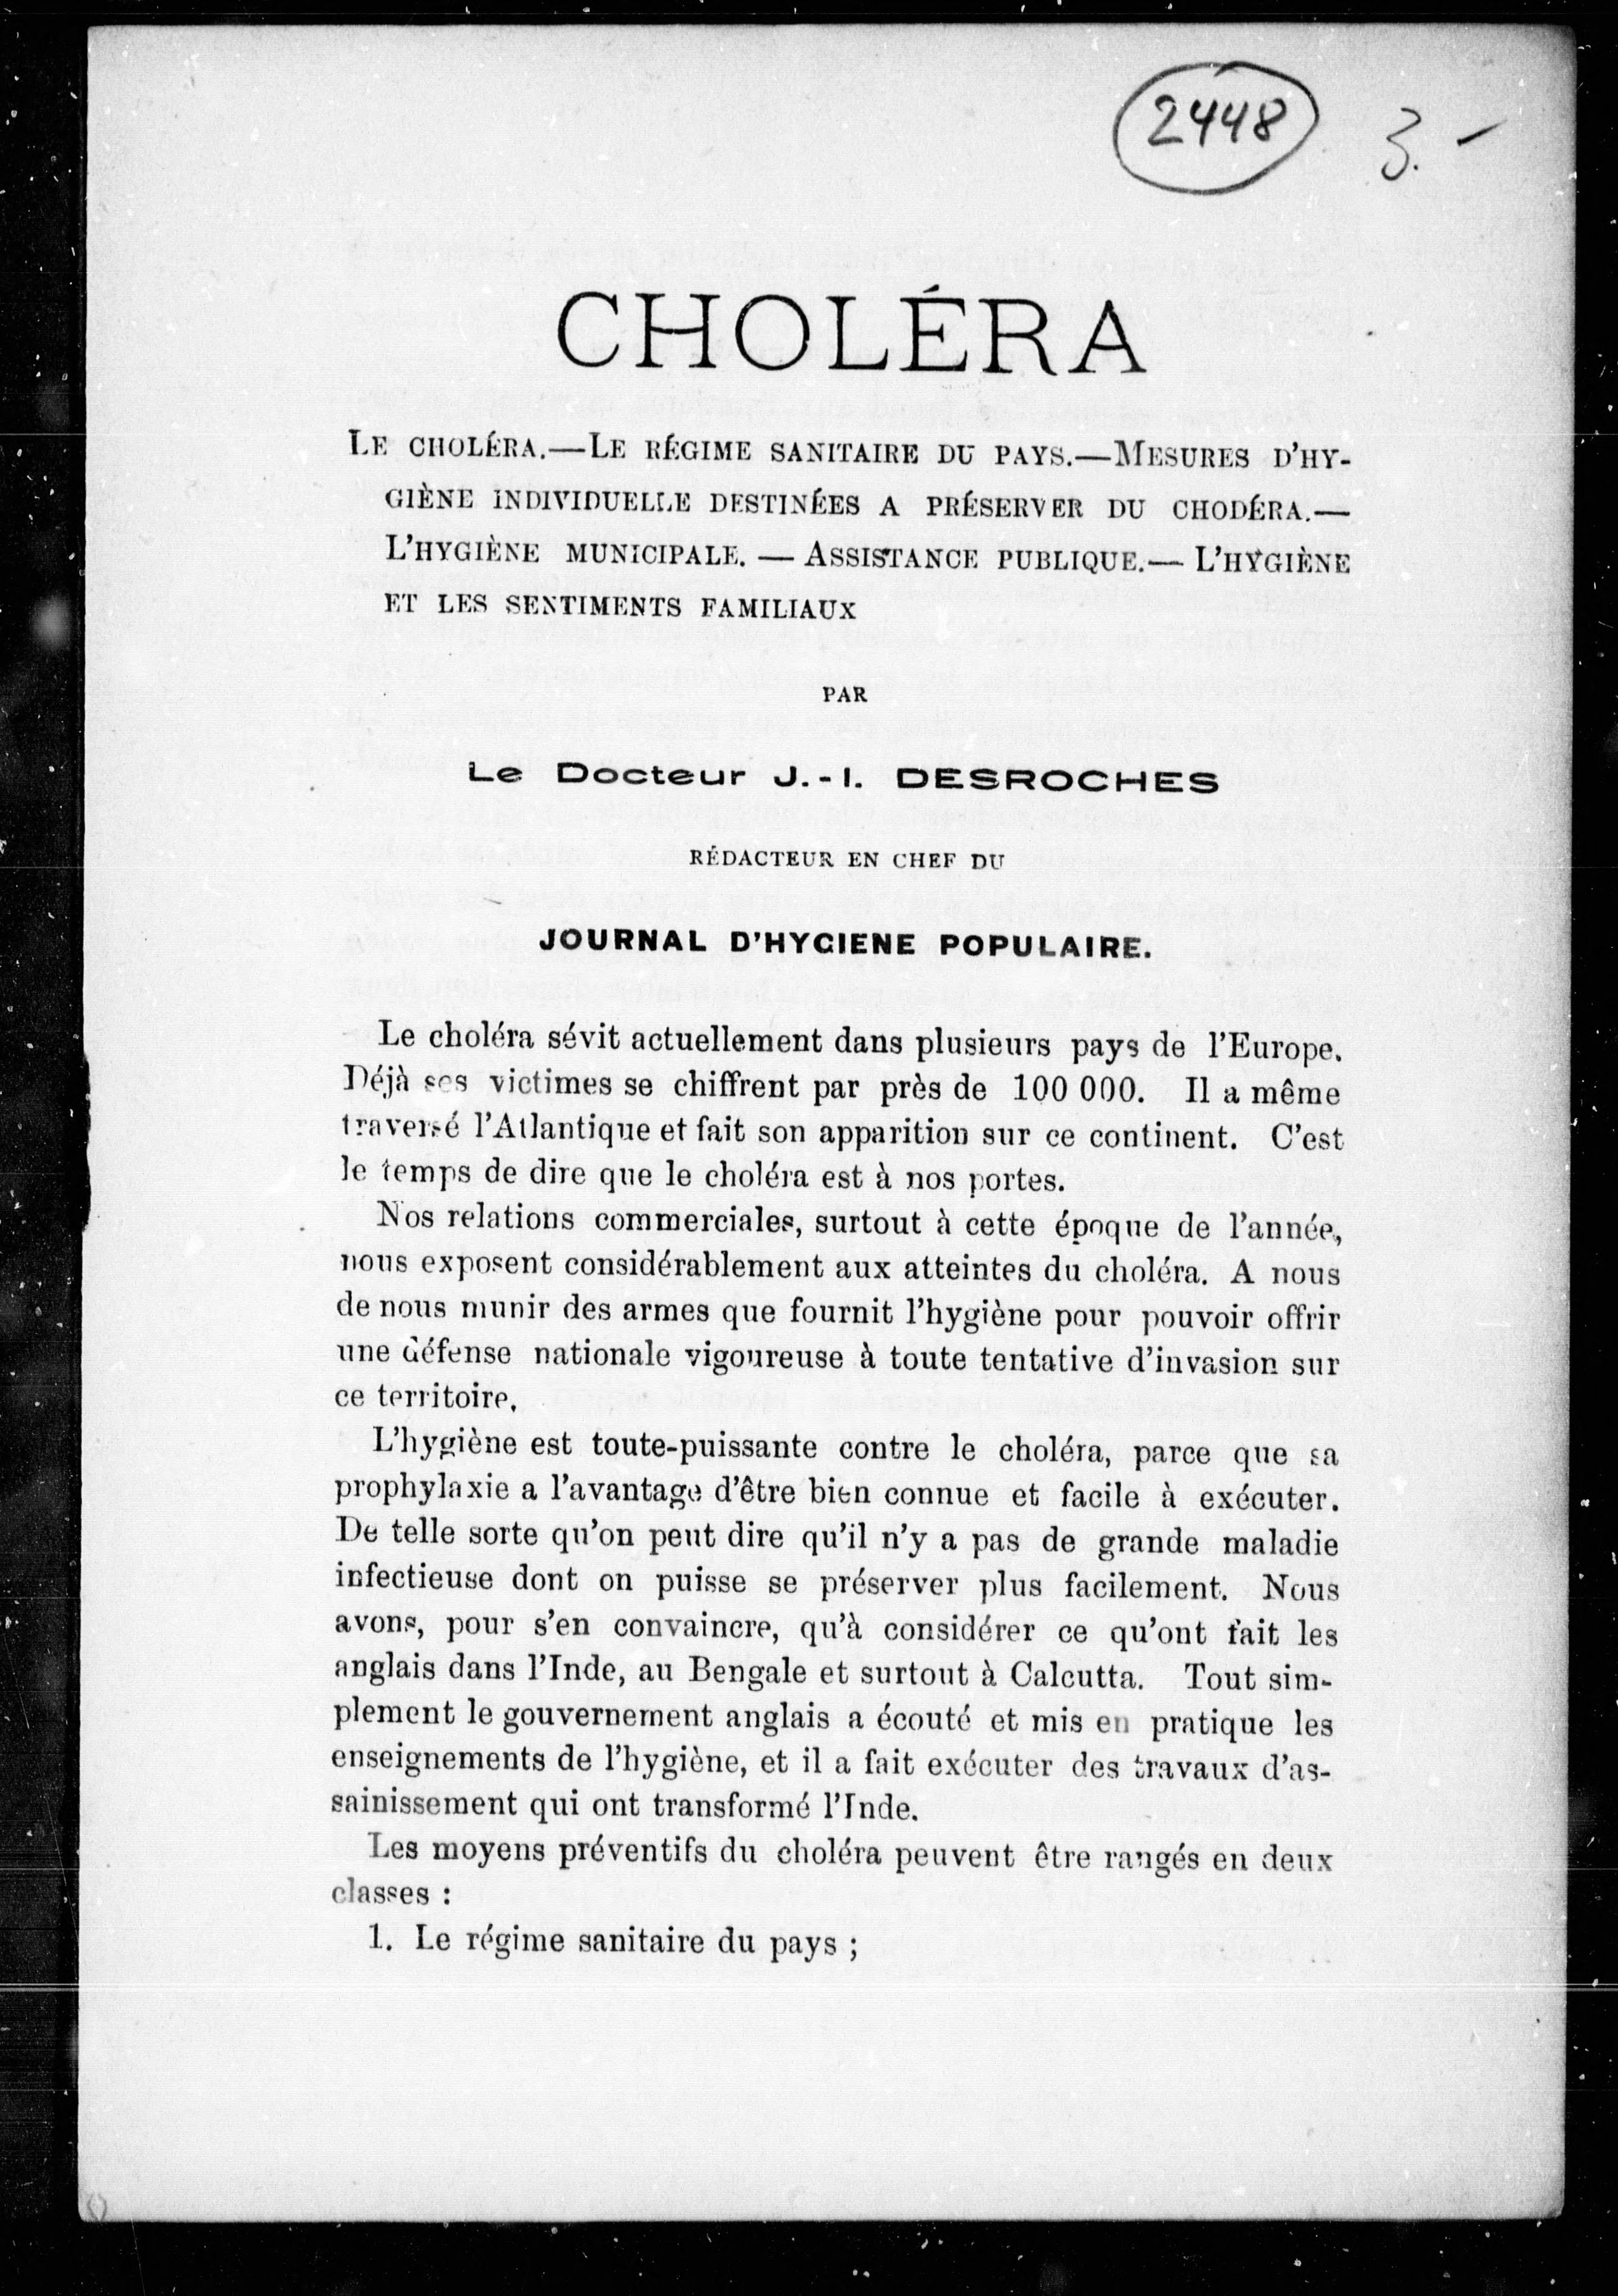 2448 3.-
CHOLÉRA
LE CHOLÉRA.—LE RÉGIME SANITAIRE DU PAYS.—MESURES D'HY-
GIÈNE INDIVIDUELLE DESTINÉES A PRÉSERVER DU CHODÉRA.—
L'HYGIÈNE MUNICIPALE. — ASSISTANCE PUBLIQUE.— L'HYGIÈNE
ET LES SENTIMENTS FAMILIAUX
PAR
Le Docteur J.-I. DESROCHES
RÉDACTEUR EN CHEF DU
JOURNAL D'HYGIENE POPULAIRE.
Le choléra sévit actuellement dans plusieurs pays de l'Europe.
Déjà ses victimes se chiffrent par près de 100 000. Il a même
traversé l'Atlantique et fait son apparition sur ce continent. C'est
le temps de dire que le choléra est à nos portes.
Nos relations commerciales, surtout à cette époque de l'année,
nous exposent considérablement aux atteintes du choléra. A nous
de nous munir des armes que fournit l'hygiène pour pouvoir offrir
une défense nationale vigoureuse à toute tentative d'invasion sur
ce territoire.
L'hygiène est toute-puissante contre le choléra, parce que sa
prophylaxie a l'avantage d'être bien connue et facile à exécuter.
De telle sorte qu'on peut dire qu'il n'y a pas de grande maladie
infectieuse dont on puisse se préserver plus facilement. Nous
avons, pour s'en convaincre, qu'à considérer ce qu'ont fait les
anglais dans l'Inde, au Bengale et surtout à Calcutta. Tout sim-
plement le gouvernement anglais a écouté et mis en pratique les
enseignements de l'hygiène, et il a fait exécuter des travaux d'as-
sainissement qui ont transformé l'Inde.
Les moyens préventifs du choléra peuvent être rangés en deux
classes :
1. Le régime sanitaire du pays ;